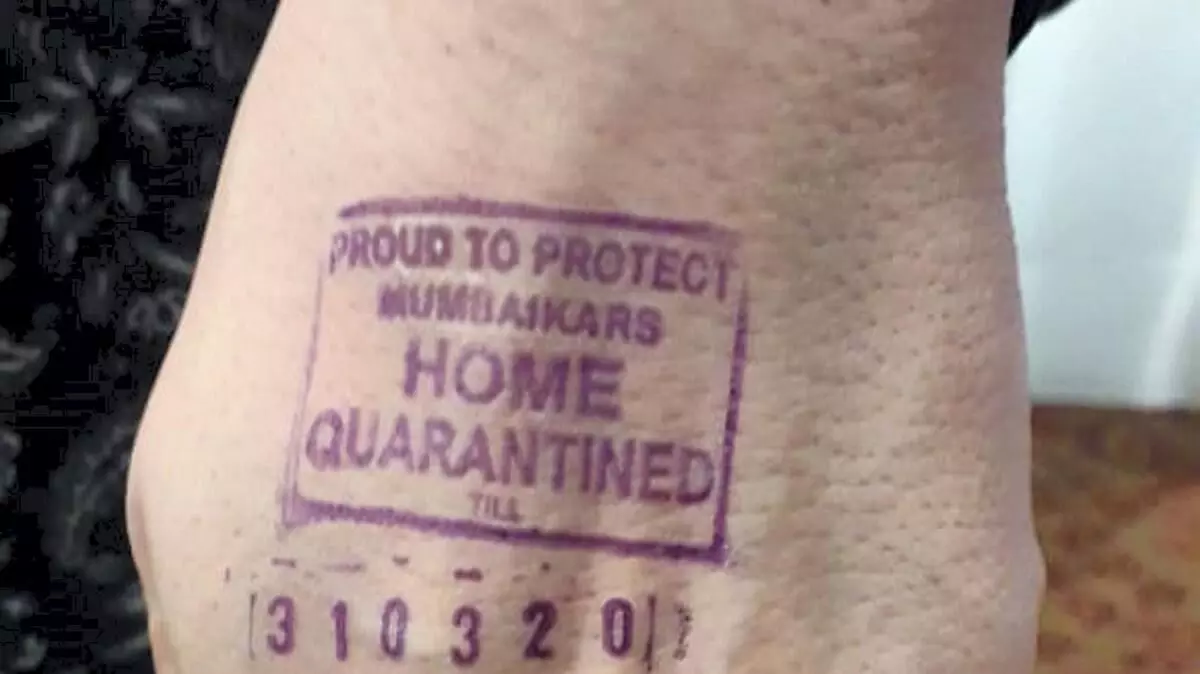 PROUD TO PROTECT
MUMBAIKARS
HOME
QUARANTINED
TILL
310320